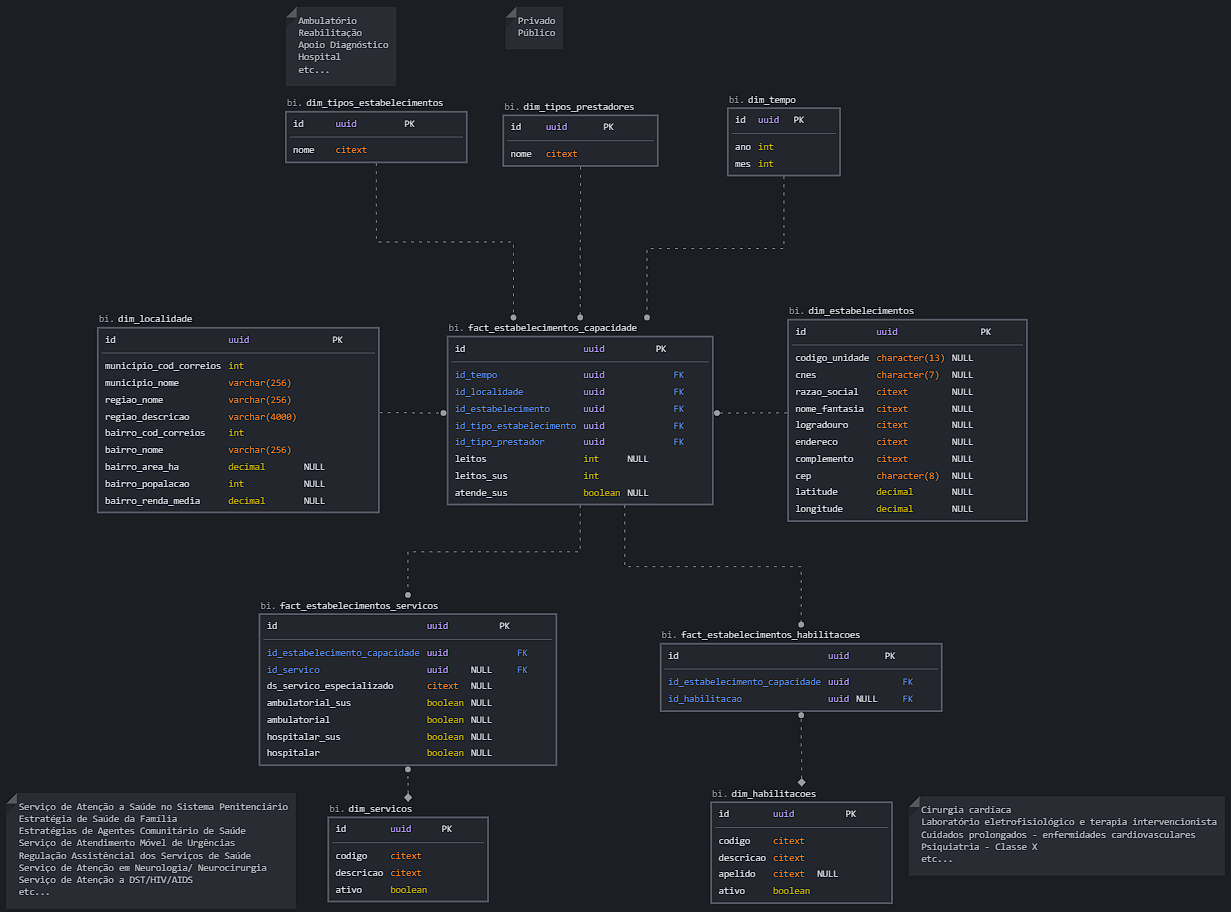 Ambulatório
Reabilitação
Apoio Diagnóstico
Hospital
etc...
Privado
Público
bi. dim_tipos_estabelecimentos
id uuid PK
nome citext
bi. dim_tipos_prestadores
id uuid PK
nome citext
bi. dim_tempo
id uuid PK
ano int
mes int
bi. dim_localidade
id uuid PK
municipio_cod_correios int
municipio_nome varchar(256)
regiao_nome varchar(256)
regiao_descricao varchar(4000)
bairro_cod_correios int
bairro_nome varchar(256)
bairro_area_ha decimal NULL
bairro_popalacao int NULL
bairro_renda_media decimal NULL
bi. fact_estabelecimentos_capacidade
id uuid PK
id_tempo uuid FK
id_localidade uuid FK
id_estabelecimento uuid FK
id_tipo_estabelecimento uuid FK
id_tipo_prestador uuid FK
leitos int NULL
leitos_sus int
atende_sus boolean NULL
bi. dim_estabelecimentos
id uuid PK
codigo_unidade character(13) NULL
cnes character(7) NULL
razao_social citext NULL
nome_fantasia citext NULL
logradouro citext NULL
endereco citext NULL
complemento citext NULL
cep character(8) NULL
latitude decimal NULL
longitude decimal NULL
bi. fact_estabelecimentos_servicos
id uuid PK
id_estabelecimento_capacidade uuid FK
id_servico uuid NULL FK
ds_servico_especializado citext NULL
ambulatorial_sus boolean NULL
ambulatorial boolean NULL
hospitalar_sus boolean NULL
hospitalar boolean NULL
bi. fact_estabelecimentos_habilitacoes
id uuid PK
id_estabelecimento_capacidade uuid FK
id_habilitacao uuid NULL FK
Serviço de Atenção a Saúde no Sistema Penitenciário
Estratégia de Saúde da Família
Estratégias de Agentes Comunitário de Saúde
Serviço de Atendimento Móvel de Urgências
Regulação Assistêncial dos Serviços de Saúde
Serviço de Atenção em Neurologia/ Neurocirurgia
Serviço de Atenção a DST/HIV/AIDS
etc...
bi. dim_servicos
id uuid PK
codigo citext
descricao citext
ativo boolean
bi. dim_habilitacoes
id uuid PK
codigo citext
descricao citext
apelido citext NULL
ativo boolean
Cirurgia cardíaca
Laboratório eletrofisiológico e terapia intervencionista
Cuidados prolongados - enfermidades cardiovasculares
Psiquiatria - Classe X
etc...